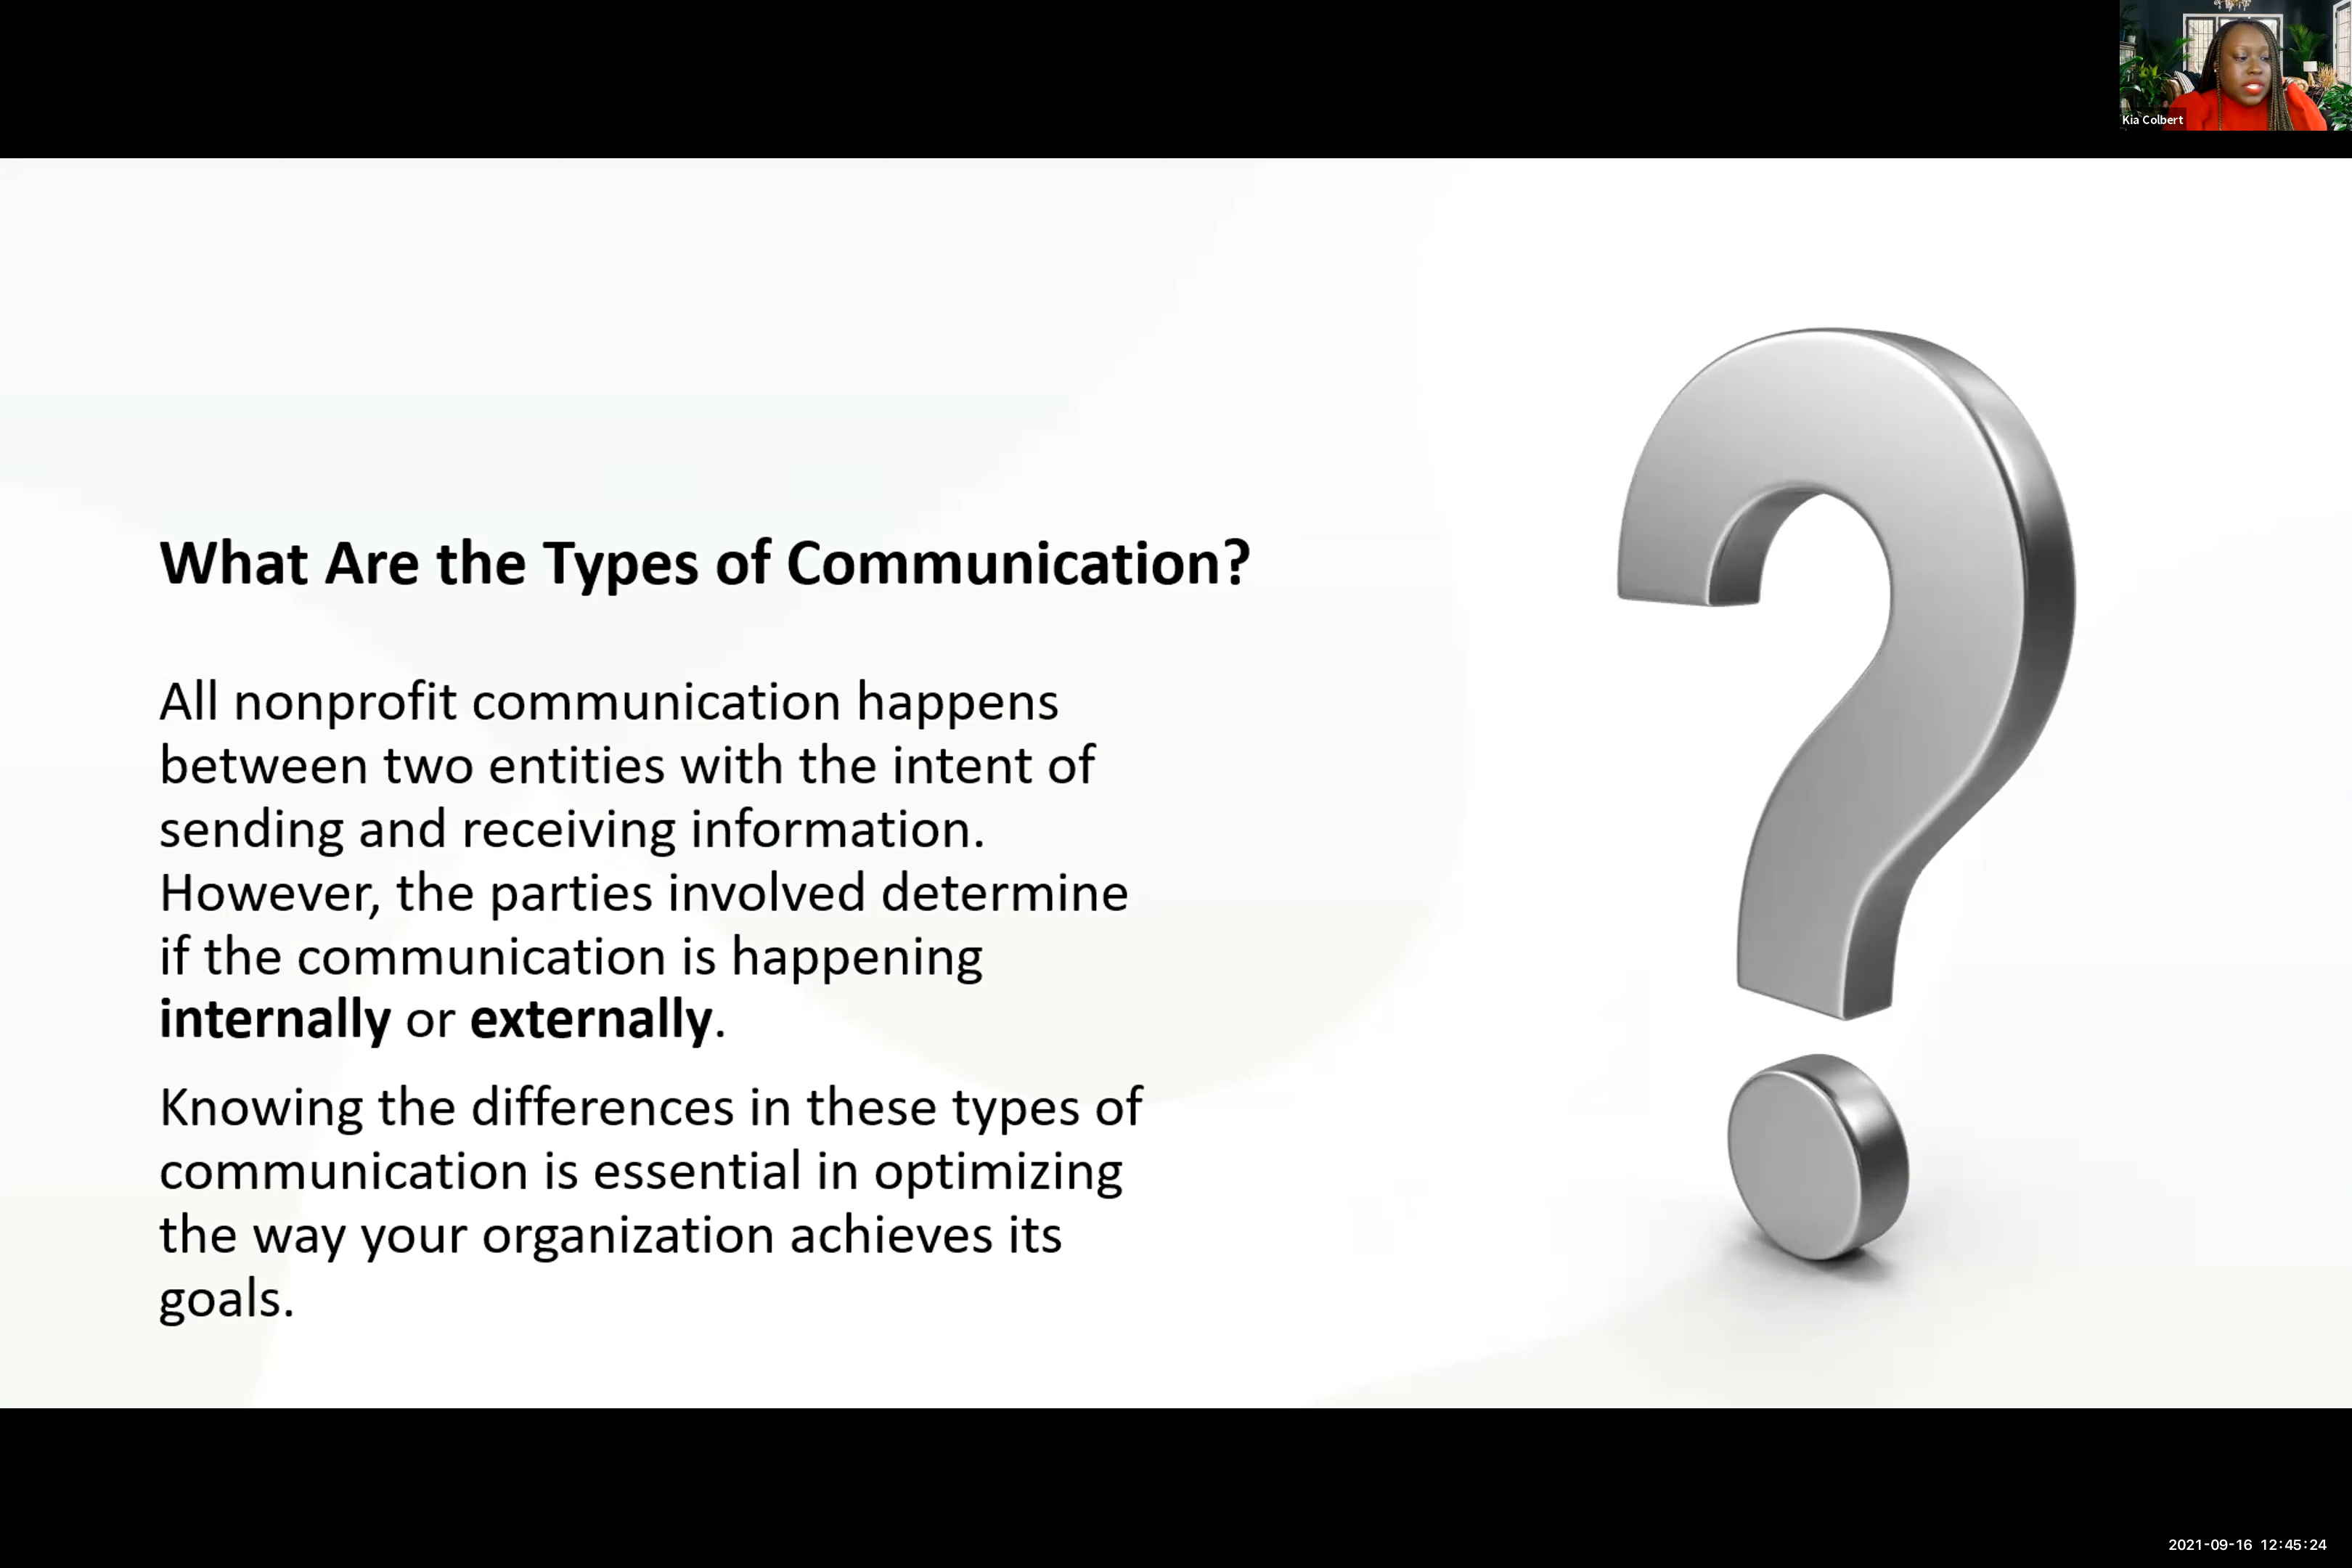 Kia Colbert
What Are the Types of Communication?
All nonprofit communication happens
between two entities with the intent of
sending and receiving information.
However, the parties involved determine
if the communication is happening
internally or externally.
Knowing the differences in these types of
communication is essential in optimizing
the way your organization achieves its
goals.
2021-09-16 12:45:24